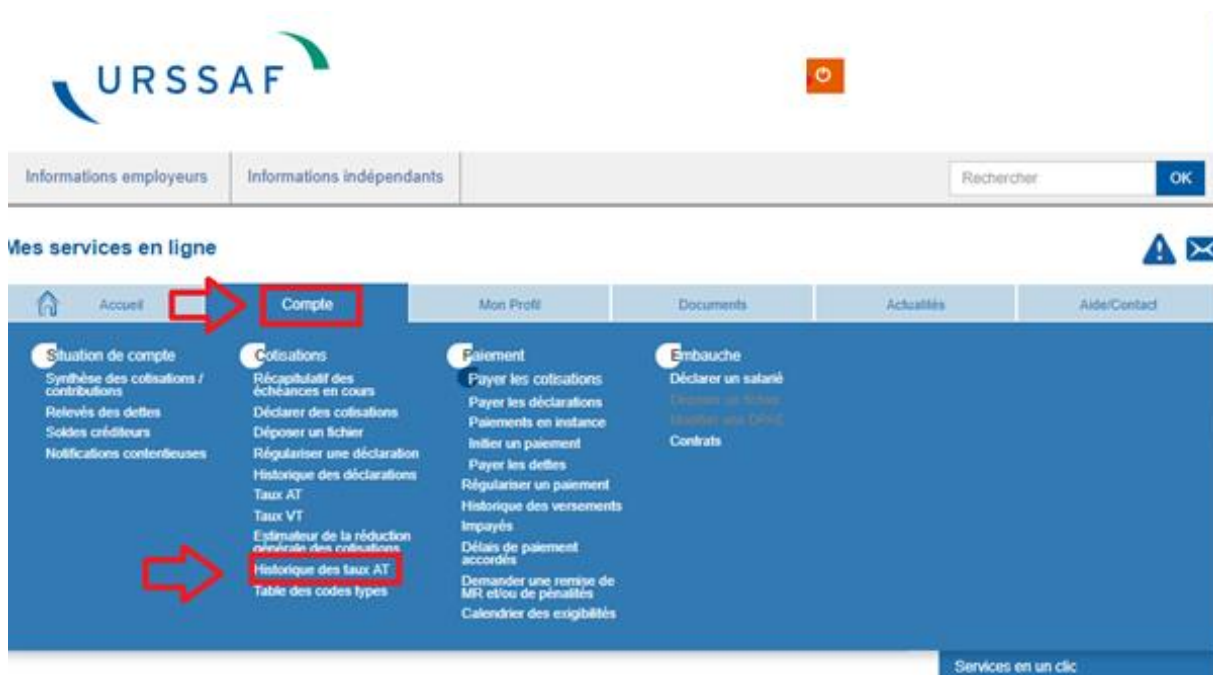 URSSAF
Informations employeurs
Informations indépendants
Rechercher
OK
Mes services en ligne
Accueil
Compte
Mon Profil
Documents
Actualités
Aide/Contact
Situation de compte
Synthèse des cotisations /
contributions
Relevés des dettes
Soldes créditeurs
Notifications contentieuses
Cotisations
Récapitulatif des
échéances en cours
Déclarer des cotisations
Déposer un fichier
Régulariser une déclaration
Historique des déclarations
Taux AT
Taux VT
Estimateur de la réduction
générale des cotisations
Historique des taux AT
Table des codes types
Paiement
Payer les cotisations
Payer les déclarations
Paiements en instance
Initier un paiement
Payer les dettes
Régulariser un paiement
Historique des versements
Impayés
Délais de paiement
accordés
Demander une remise de
MR et/ou de pénalités
Calendrier des exigibilités
Embauche
Déclarer un salarié
Contrats
Services en un clic